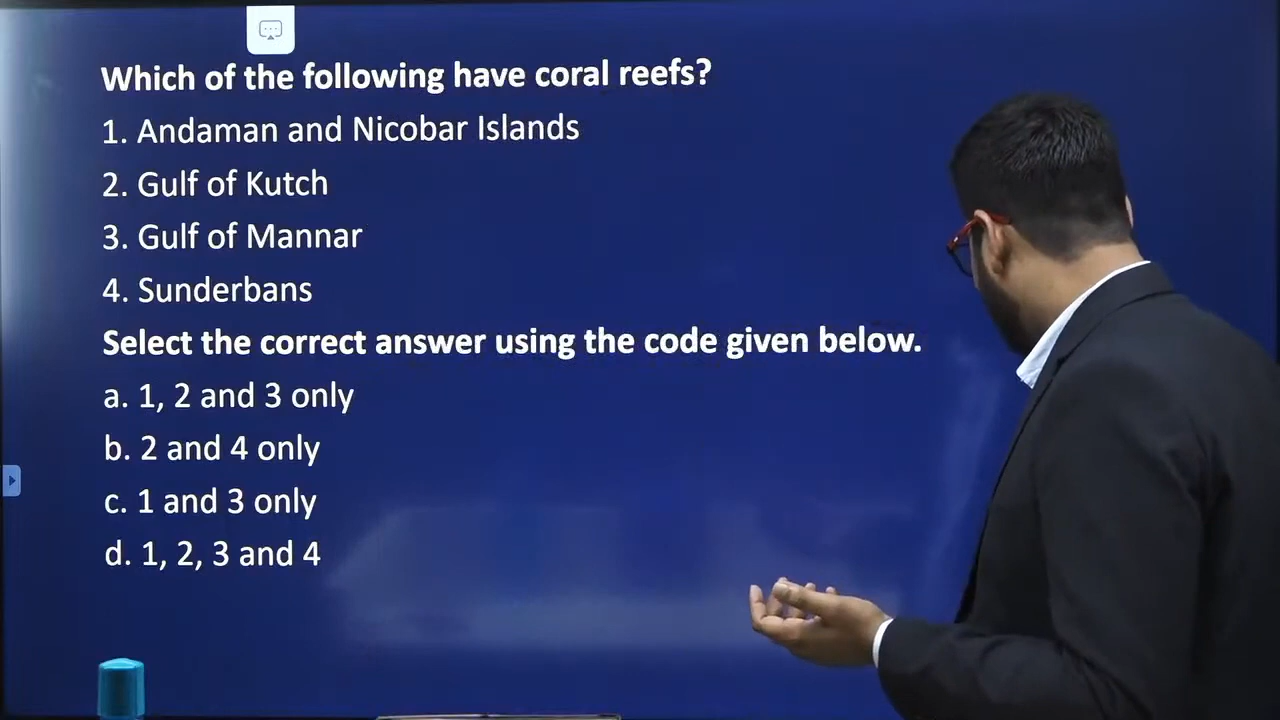 Which of the following have coral reefs?
1. Andaman and Nicobar Islands
2. Gulf of Kutch
3. Gulf of Mannar
4. Sunderbans
Select the correct answer using the code given below.
a. 1, 2 and 3 only
b. 2 and 4 only
c. 1 and 3 only
d. 1, 2, 3 and 4